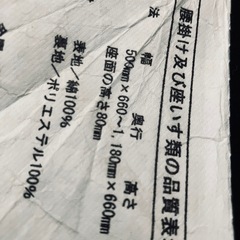 腰掛け及び座いす類の品質表
法
幅 奥行 高さ
500mm×660~1,180mm×660mm
座面の高さ80mm
表地/綿100%
裏地/ポリエステル100%